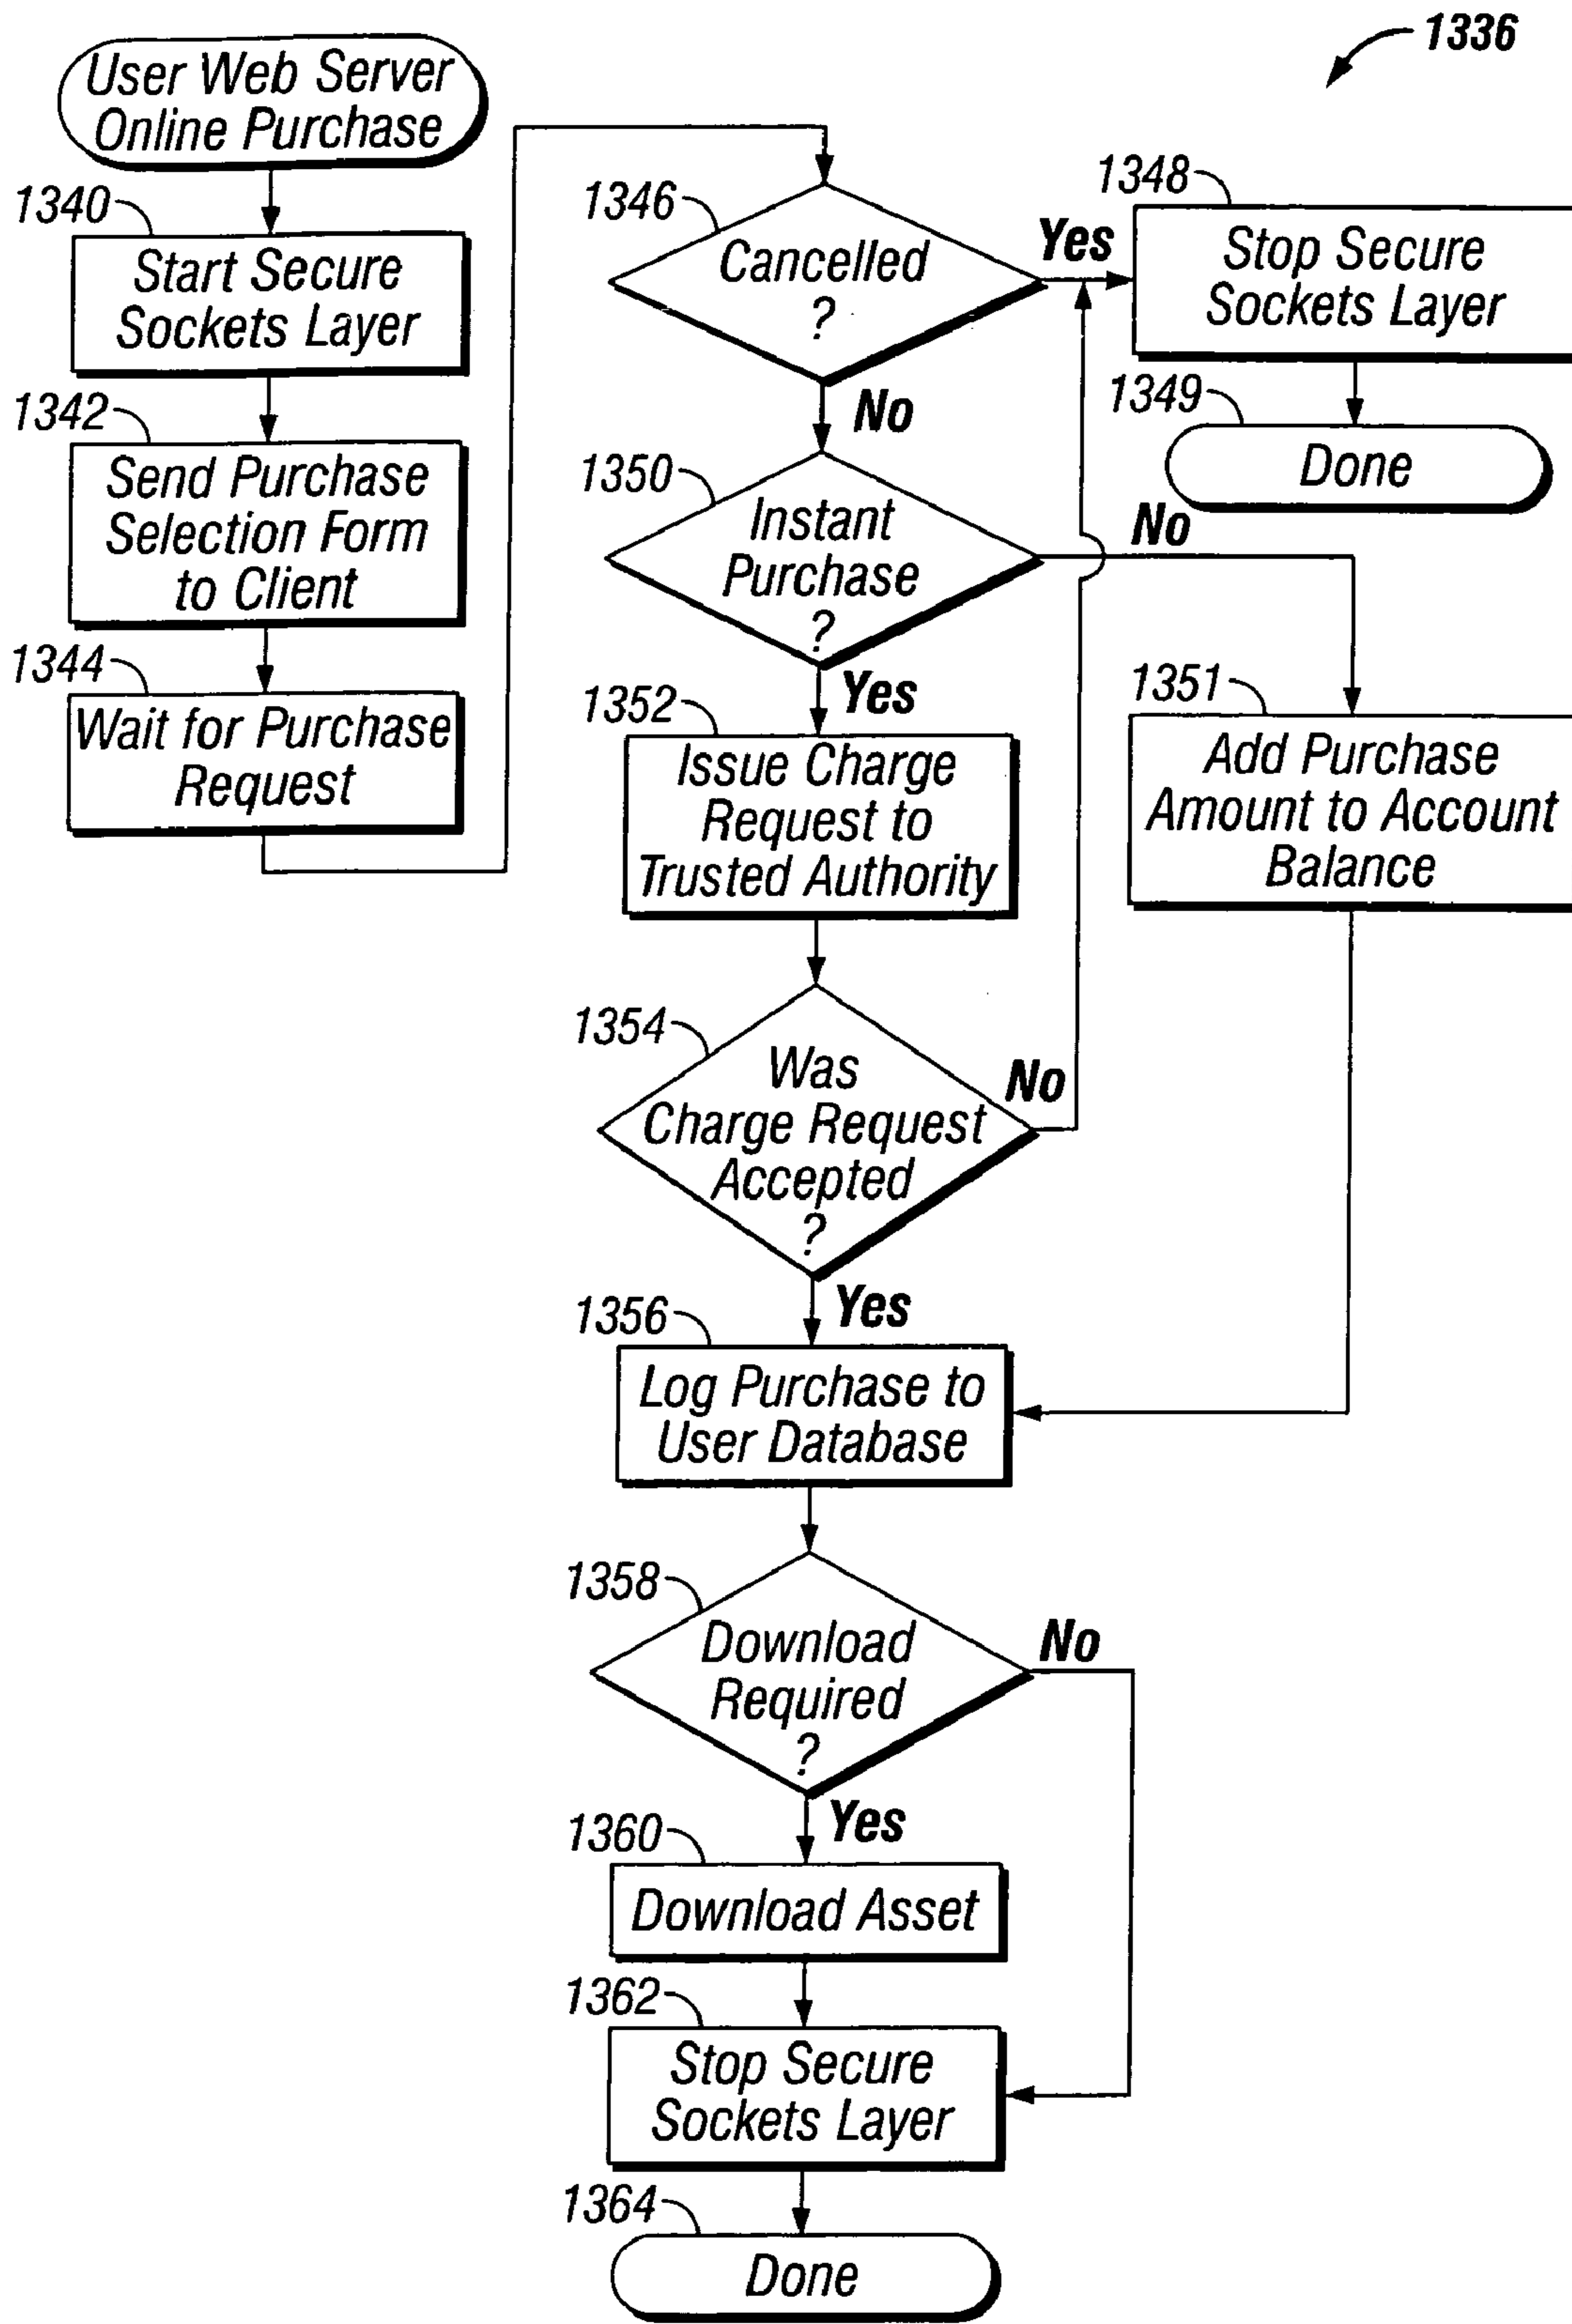 1336
User Web Server
Online Purchase
1340
Start Secure
Sockets Layer
1342
Send Purchase
Selection Form
to Client
1344
Wait for Purchase
Request
1346
Cancelled
?
Yes
No
1348
Stop Secure
Sockets Layer
1349
Done
1350
Instant
Purchase
?
No
Yes
1351
Add Purchase
Amount to Account
Balance
1352
Issue Charge
Request to
Trusted Authority
1354
Was
Charge Request
Accepted
?
No
Yes
1356
Log Purchase to
User Database
1358
Download
Required
?
No
Yes
1360
Download Asset
1362
Stop Secure
Sockets Layer
1364
Done